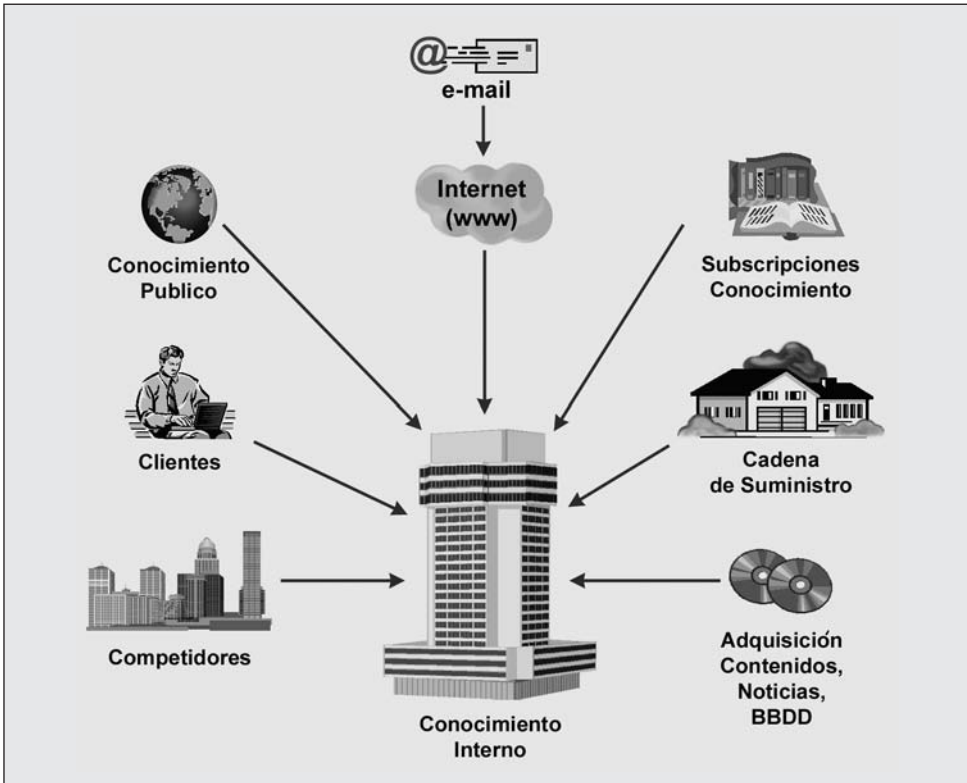 @
e-mail
Internet
(www)
Conocimiento
Publico
Subscripciones
Conocimiento
Clientes
Cadena
de Suministro
Competidores
Adquisición
Contenidos,
Noticias,
BBDD
Conocimiento
Interno